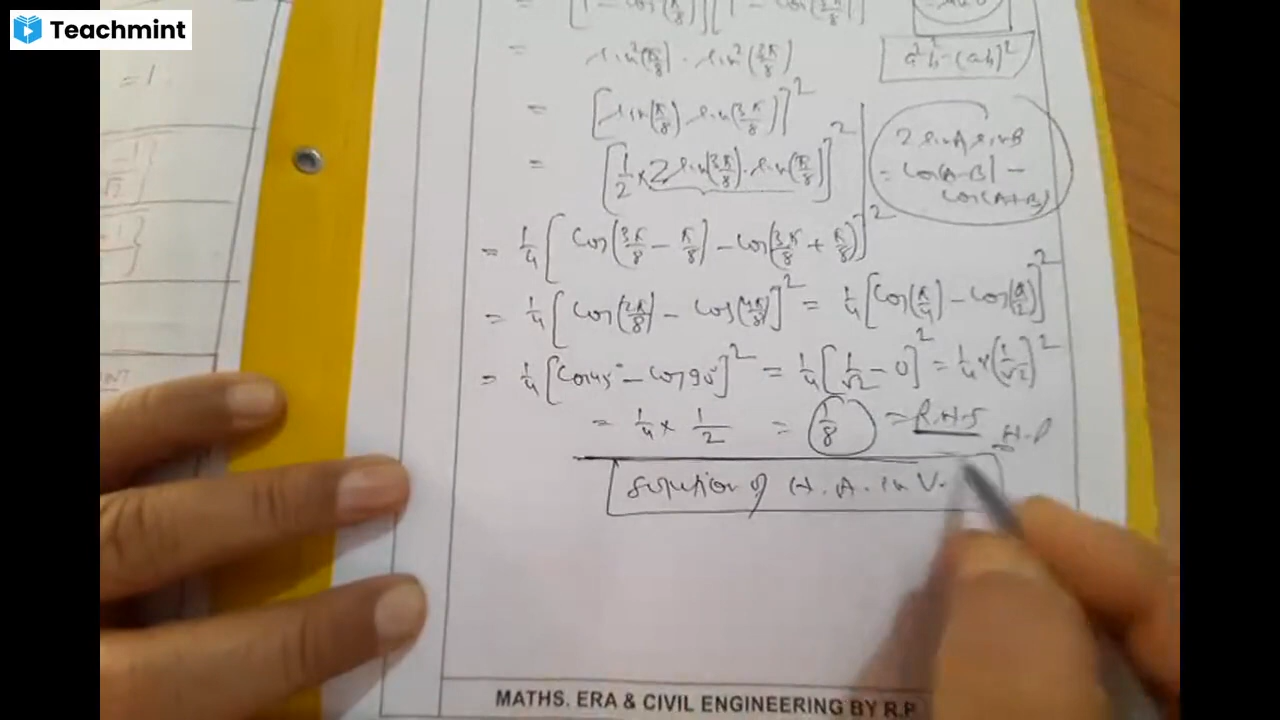 Teachmint
= 1
= sin²(π/8) · sin²(3π/8)
a²b² = (ab)²
= [sin(π/8) · sin(3π/8)]²
= [1/2 × 2 sin(3π/8) · sin(π/8)]²
2 sinA sinB
= cos(A-B) -
cos(A+B)
= 1/4 [cos(3π/8 - π/8) - cos(3π/8 + π/8)]²
= 1/4 [cos(2π/8) - cos(4π/8)]² = 1/4 [cos(π/4) - cos(π/2)]²
= 1/4 [cos45° - cos90°]² = 1/4 [1/√2 - 0]² = 1/4 × (1/√2)²
= 1/4 × 1/2 = 1/8 = R.H.S
H.P
Solution of H.A. in V.
MATHS. ERA & CIVIL ENGINEERING BY R.P